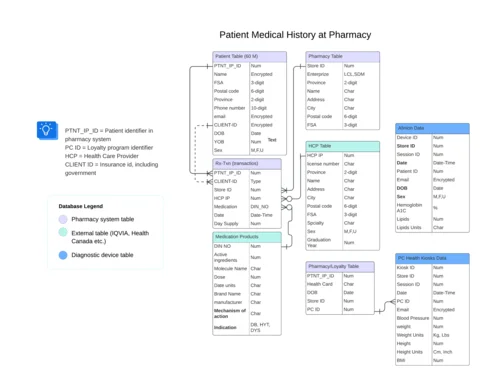 Patient Medical History at Pharmacy
PTNT_IP_ID = Patient identifier in
pharmacy system
PC ID = Loyalty program identifier
HCP = Health Care Provider
CLIENT ID = Insurance id, including
government
Database Legend
Pharmacy system table
External table (IQVIA, Health
Canada etc.)
Diagnostic device table
Patient Table (60 M)
PTNT_IP_ID Num
Name Encrypted
FSA 3-digit
Postal code 6-digit
Province 2-digit
Phone number 10-digit
email Encrypted
CLIENT-ID Encrypted
DOB Date
YOB Num
Text
Sex M,F,U
Rx-Txn (transactios)
PTNT_IP_ID Num
CLIENT-ID Type
Store ID Num
HCP IP Num
Medication DIN_NO
Date Date-Time
Day Supply Num
Medication Products
DIN NO Num
Active
ingredients Num
Molecule Name Char
Dose Num
Date units Char
Brand Name Char
manufacturer Char
Mechanism of
action Char
Indication DB, HYT,
DYS
Pharmacy Table
Store ID Num
Enterprize LCL,SDM
Province 2-digit
Name Char
Address Char
City Char
Postal code 6-digit
FSA 3-digit
HCP Table
HCP IP Num
license number Char
Province 2-digit
Name Char
Address Char
City Char
Postal code 6-digit
FSA 3-digit
Spcialty Char
Sex M,F,U
Graduation
Year Num
Pharmacy/Loyalty Table
PTNT_IP_ID Num
Health Card Char
DOB Date
Store ID Num
PC ID Num
Device ID Num
Store ID Num
Session ID Num
Date Date-Time
Patient ID Num
Email Encrypted
DOB Date
Sex M,F,U
Hemoglobin
A1C %
Lipids Num
Lipids Units Char
PC Health Kiosks Data
Kiosk ID Num
Store ID Num
Session ID Num
Date Date-Time
PC ID Num
Email Encrypted
Blood Pressure Num
weight Num
Weight Units Kg, Lbs
Height Num
Height Units Cm, Inch
BMI Num